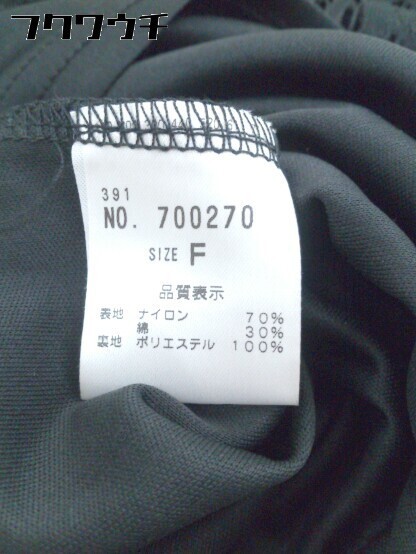 フクウウチ
391
NO. 700270
SIZE F
品質表示
表地 ナイロン 70%
綿 30%
裏地 ポリエステル 100%